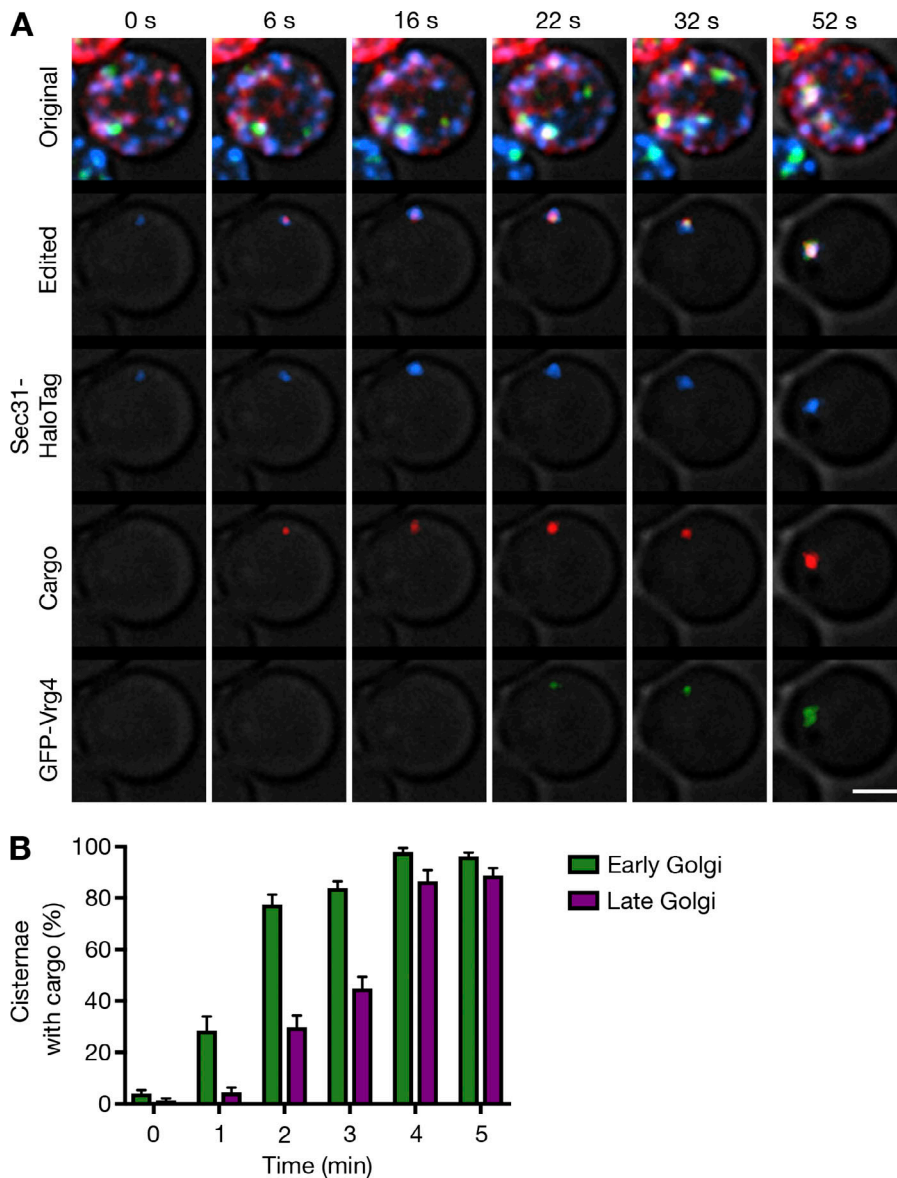 A
0 s 6 s 16 s 22 s 32 s 52 s
Original
Edited
Sec31-
HaloTag
Cargo
GFP-Vrg4
B
100
80
60
40
20
0
Cisternae
with cargo (%)
0 1 2 3 4 5
Time (min)
Early Golgi
Late Golgi